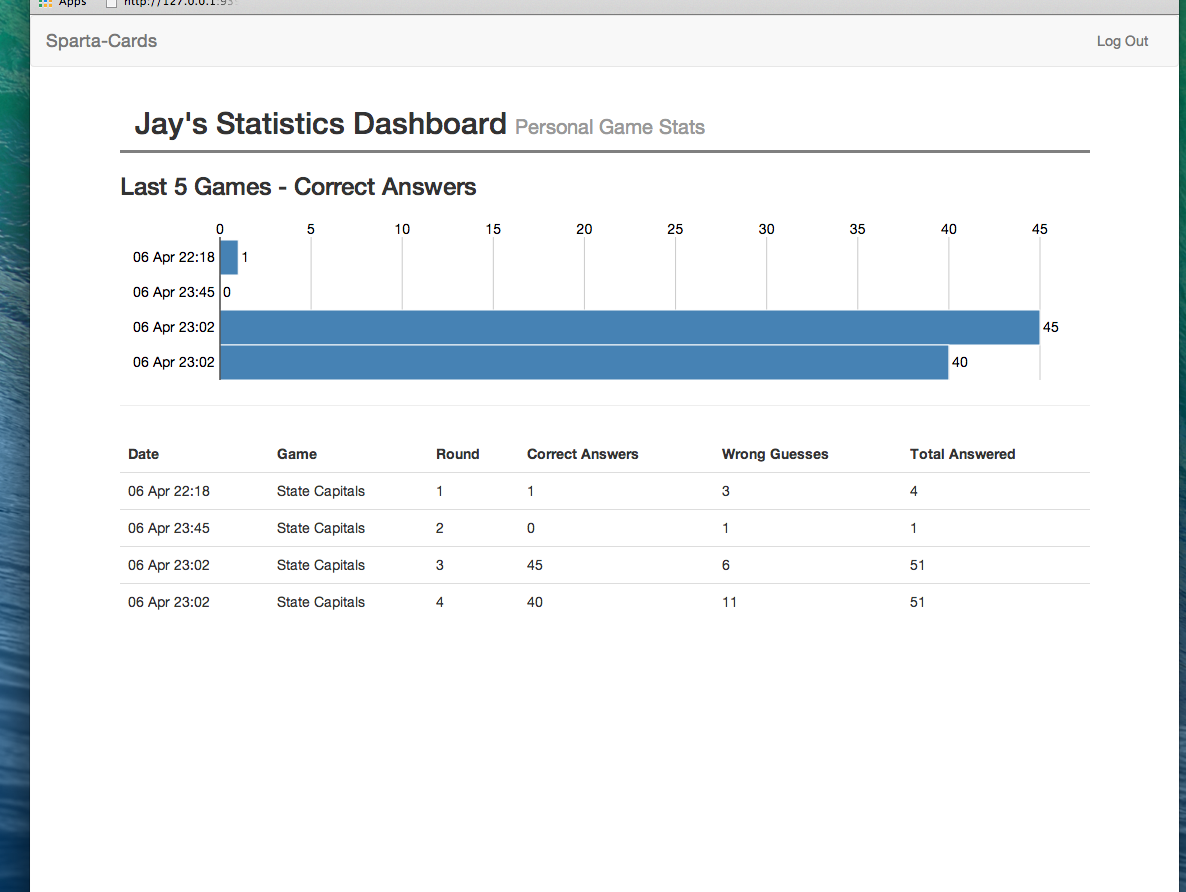 Apps http://127.0.0.1:93
Sparta-Cards Log Out
Jay's Statistics Dashboard Personal Game Stats
Last 5 Games - Correct Answers
0 5 10 15 20 25 30 35 40 45
06 Apr 22:18 1
06 Apr 23:45 0
06 Apr 23:02 45
06 Apr 23:02 40
Date Game Round Correct Answers Wrong Guesses Total Answered
06 Apr 22:18 State Capitals 1 1 3 4
06 Apr 23:45 State Capitals 2 0 1 1
06 Apr 23:02 State Capitals 3 45 6 51
06 Apr 23:02 State Capitals 4 40 11 51